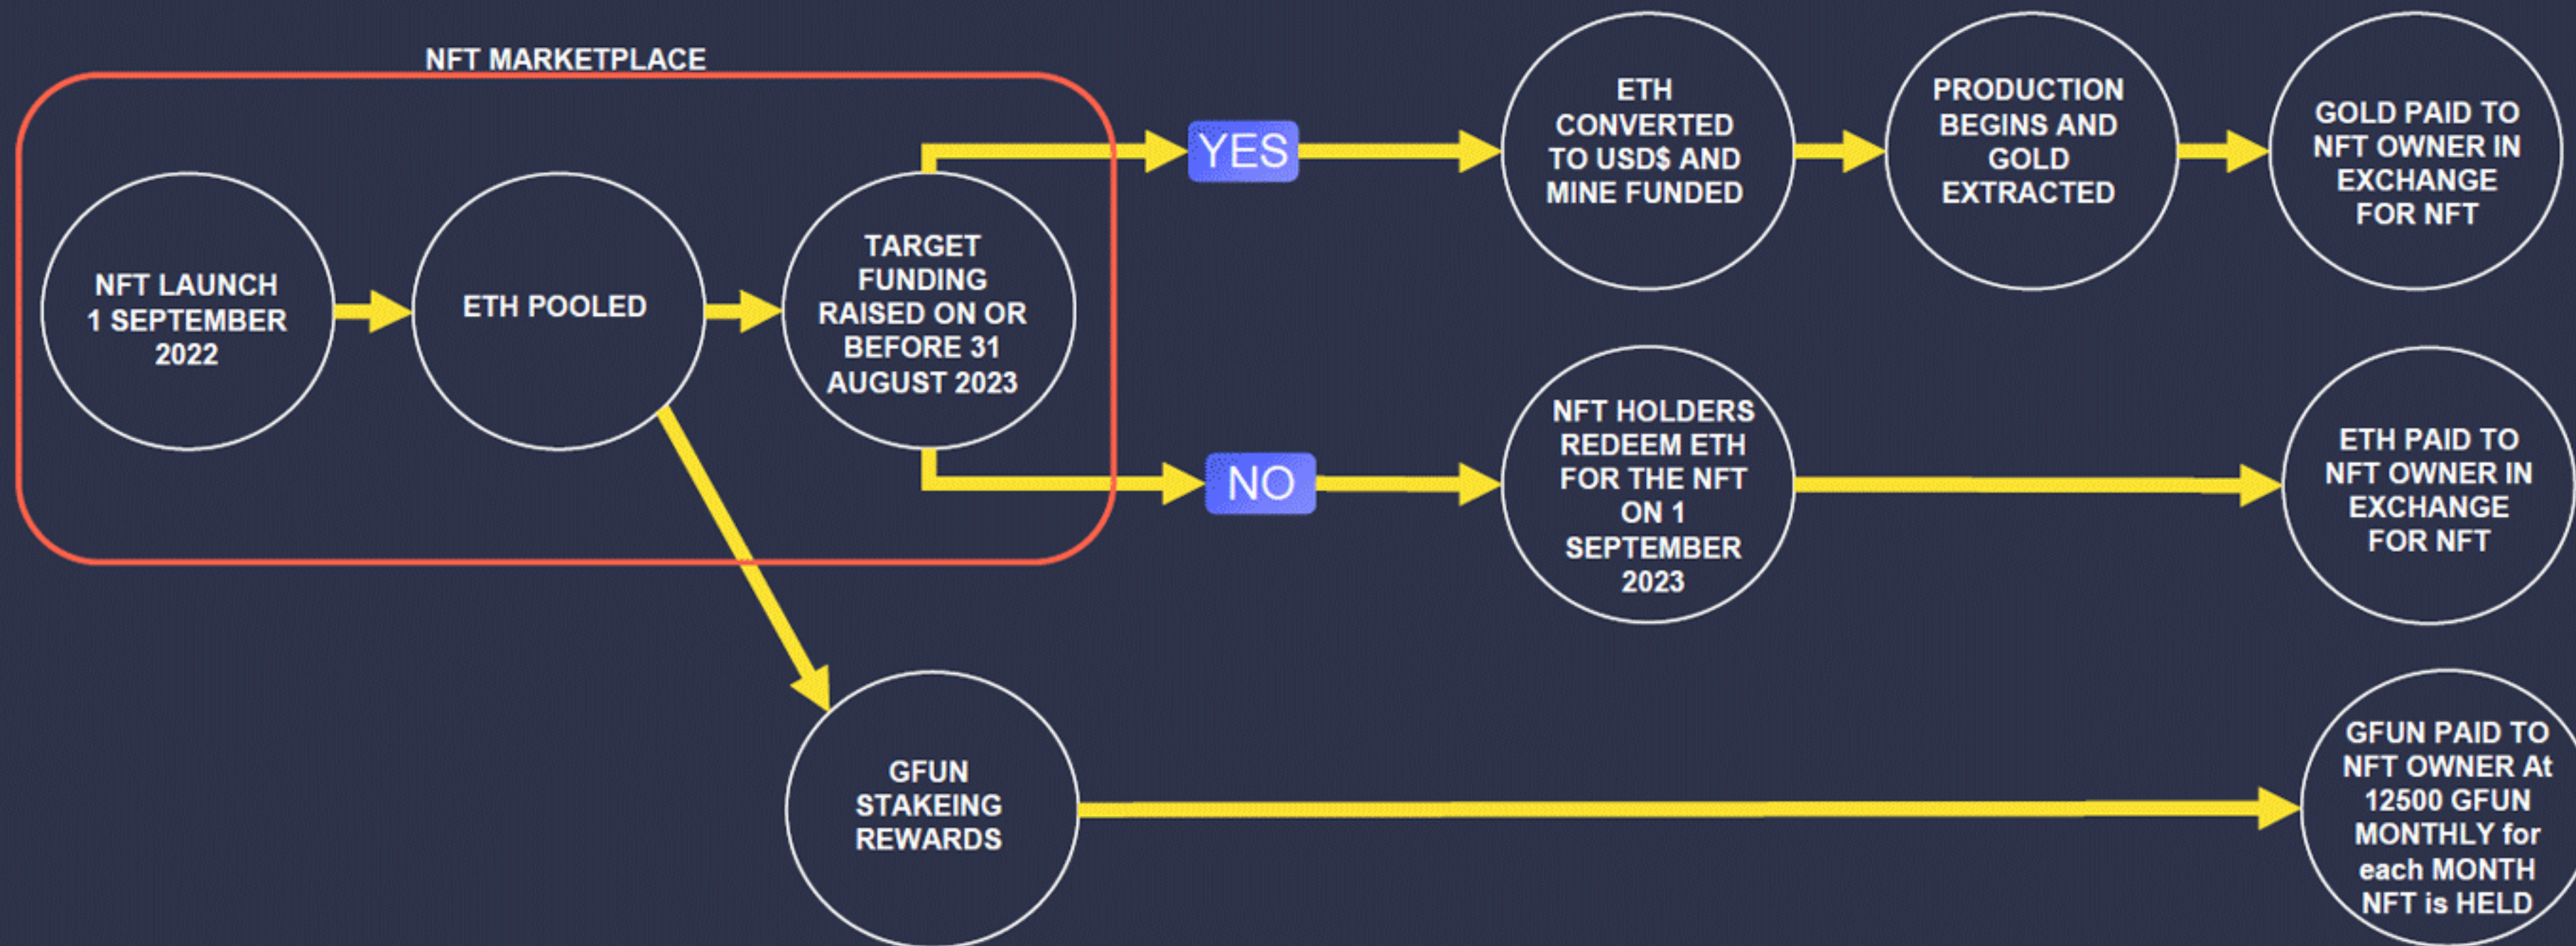 NFT MARKETPLACE
NFT LAUNCH
1 SEPTEMBER
2022
ETH POOLED
TARGET
FUNDING
RAISED ON OR
BEFORE 31
AUGUST 2023
YES
ETH
CONVERTED
TO USD$ AND
MINE FUNDED
PRODUCTION
BEGINS AND
GOLD
EXTRACTED
GOLD PAID TO
NFT OWNER IN
EXCHANGE
FOR NFT
NO
NFT HOLDERS
REDEEM ETH
FOR THE NFT
ON 1
SEPTEMBER
2023
ETH PAID TO
NFT OWNER IN
EXCHANGE
FOR NFT
GFUN
STAKEING
REWARDS
GFUN PAID TO
NFT OWNER At
12500 GFUN
MONTHLY for
each MONTH
NFT is HELD